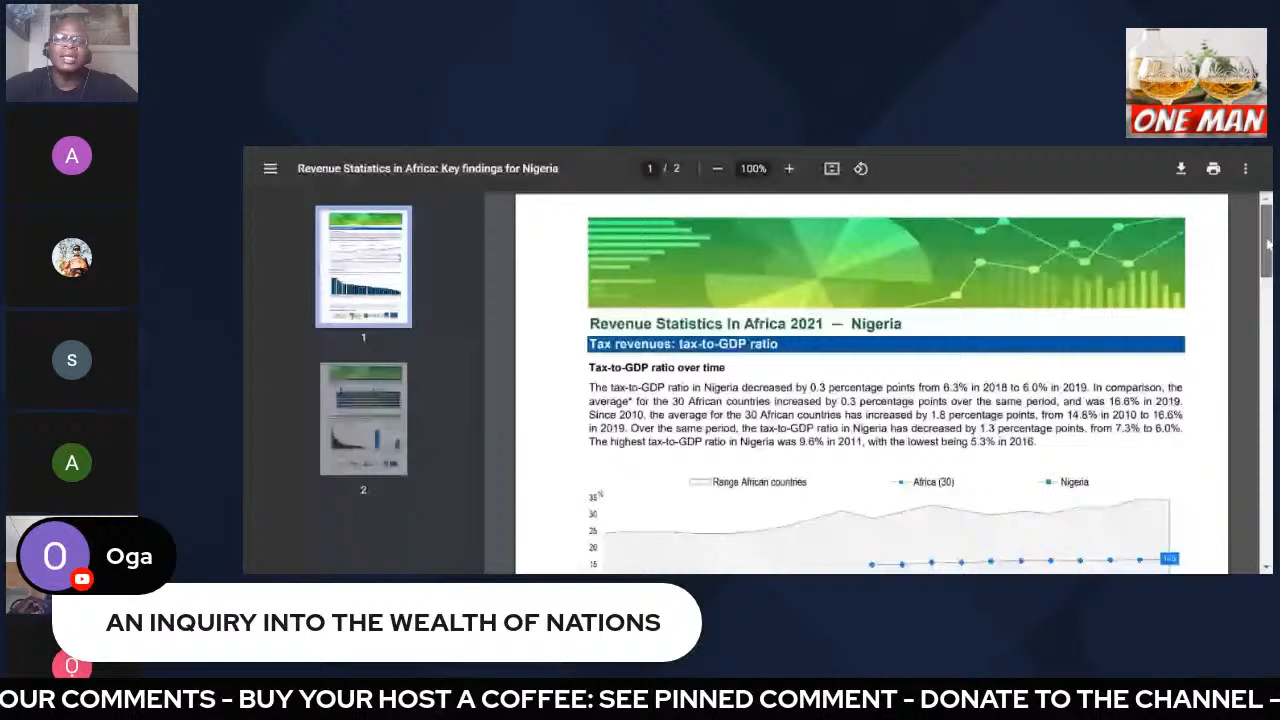 ONE MAN
A
Revenue Statistics in Africa: Key findings for Nigeria
1 / 2
100%
1
Revenue Statistics In Africa 2021 — Nigeria
Tax revenues: tax-to-GDP ratio
Tax-to-GDP ratio over time
The tax-to-GDP ratio in Nigeria decreased by 0.3 percentage points from 6.3% in 2018 to 6.0% in 2019. In comparison, the
average* for the 30 African countries increased by 0.3 percentage points over the same period, and was 16.6% in 2019.
Since 2010, the average for the 30 African countries has increased by 1.8 percentage points, from 14.8% in 2010 to 16.6%
in 2019. Over the same period, the tax-to-GDP ratio in Nigeria has decreased by 1.3 percentage points, from 7.3% to 6.0%.
The highest tax-to-GDP ratio in Nigeria was 9.6% in 2011, with the lowest being 5.3% in 2016.
S
A
2
Range African countries
Africa (30)
Nigeria
35%
30
25
20
15
O
Oga
AN INQUIRY INTO THE WEALTH OF NATIONS
OUR COMMENTS - BUY YOUR HOST A COFFEE: SEE PINNED COMMENT - DONATE TO THE CHANNEL -